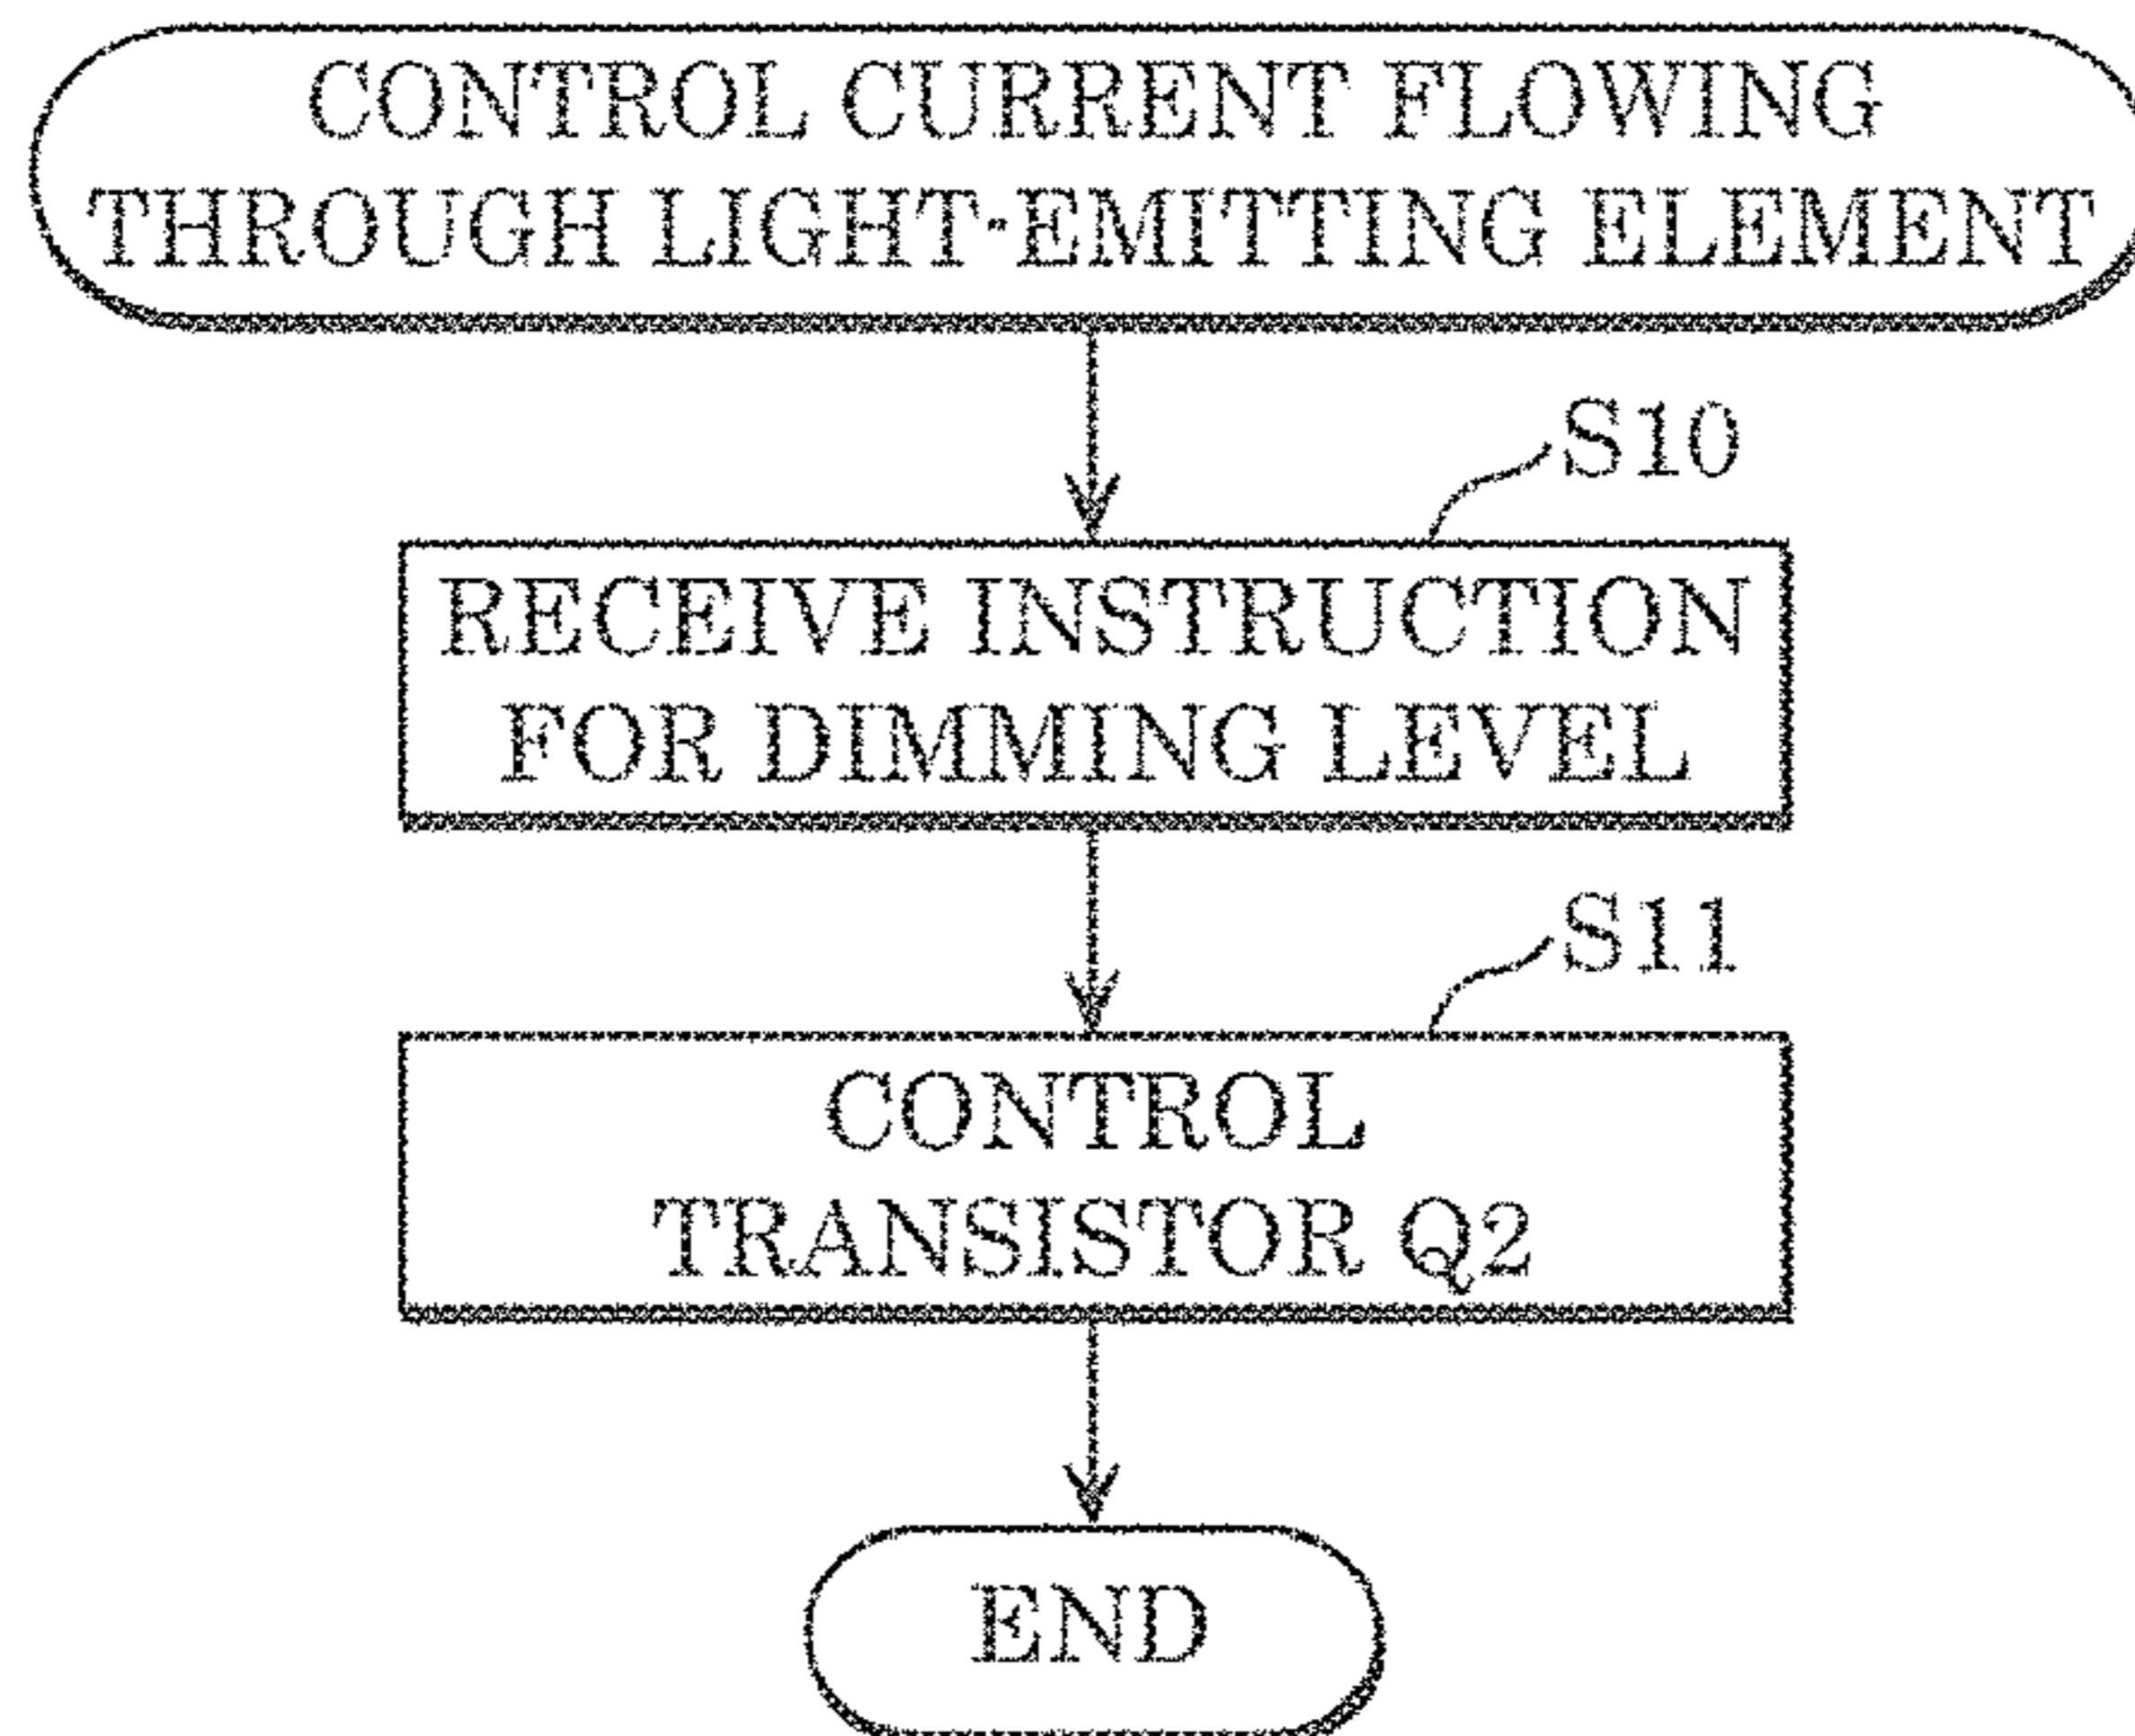 CONTROL CURRENT FLOWING
THROUGH LIGHT-EMITTING ELEMENT
S10
RECEIVE INSTRUCTION
FOR DIMMING LEVEL
S11
CONTROL
TRANSISTOR Q2
END